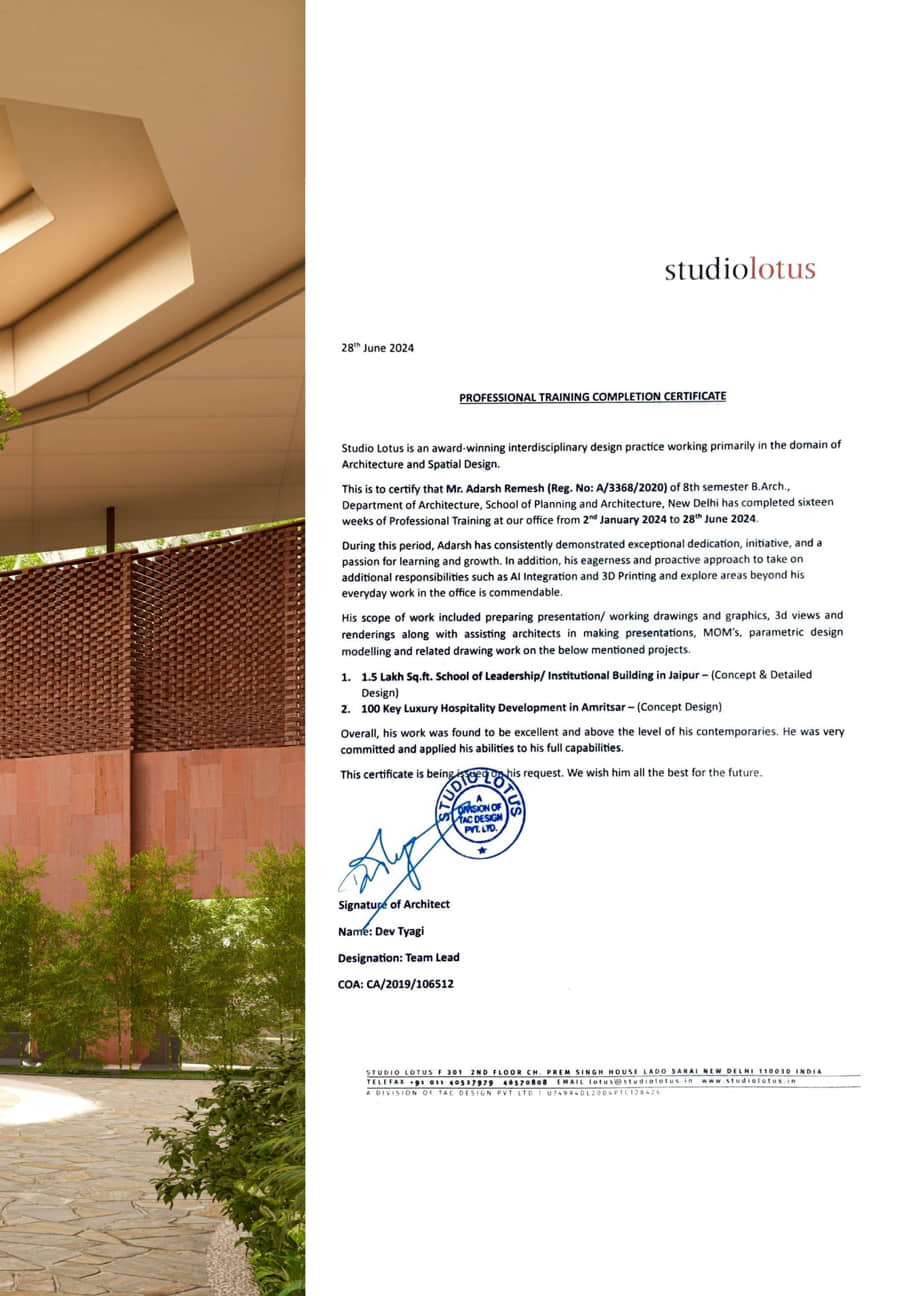 studiolotus
28th June 2024
PROFESSIONAL TRAINING COMPLETION CERTIFICATE
Studio Lotus is an award-winning interdisciplinary design practice working primarily in the domain of
Architecture and Spatial Design.
This is to certify that Mr. Adarsh Remesh (Reg. No: A/3368/2020) of 8th semester B.Arch.,
Department of Architecture, School of Planning and Architecture, New Delhi has completed sixteen
weeks of Professional Training at our office from 2nd January 2024 to 28th June 2024.
During this period, Adarsh has consistently demonstrated exceptional dedication, initiative, and a
passion for learning and growth. In addition, his eagerness and proactive approach to take on
additional responsibilities such as AI Integration and 3D Printing and explore areas beyond his
everyday work in the office is commendable.
His scope of work included preparing presentation/ working drawings and graphics, 3d views and
renderings along with assisting architects in making presentations, MOM's, parametric design
modelling and related drawing work on the below mentioned projects.
1. 1.5 Lakh Sq.ft. School of Leadership/ Institutional Building in Jaipur – (Concept & Detailed
Design)
2. 100 Key Luxury Hospitality Development in Amritsar – (Concept Design)
Overall, his work was found to be excellent and above the level of his contemporaries. He was very
committed and applied his abilities to his full capabilities.
This certificate is being issued on his request. We wish him all the best for the future.
STUDIO LOTUS
A
DIVISION OF
TAC DESIGN
PVT. LTD.
Signature of Architect
Name: Dev Tyagi
Designation: Team Lead
COA: CA/2019/106512
STUDIO LOTUS F 301 2ND FLOOR CH. PREM SINGH HOUSE LADO SARAI NEW DELHI 110030 INDIA
TELEFAX +91 011 40517979 46570808 EMAIL lotus@studiolotus.in www.studiolotus.in
A DIVISION OF TAC DESIGN PVT LTD |